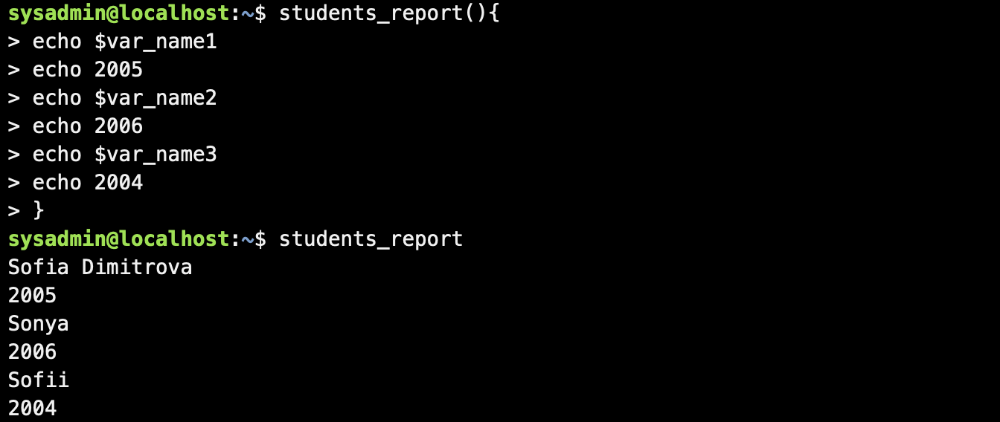 sysadmin@localhost:~$ students_report(){
> echo $var_name1
> echo 2005
> echo $var_name2
> echo 2006
> echo $var_name3
> echo 2004
> }
sysadmin@localhost:~$ students_report
Sofia Dimitrova
2005
Sonya
2006
Sofii
2004